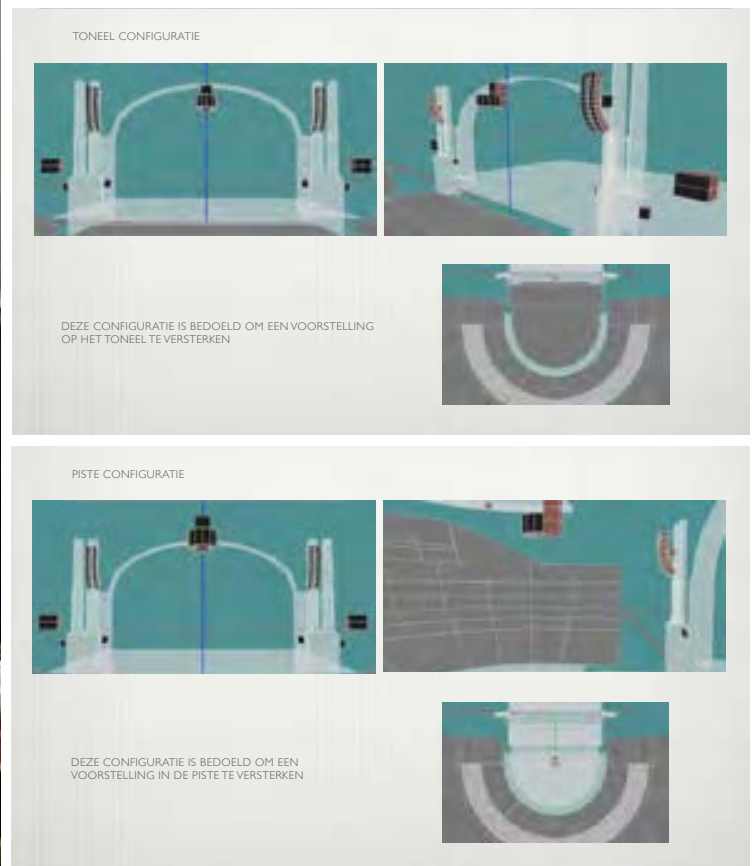 TONEEL CONFIGURATIE
DEZE CONFIGURATIE IS BEDOELD OM EEN VOORSTELLING
OP HET TONEEL TE VERSTERKEN
PISTE CONFIGURATIE
DEZE CONFIGURATIE IS BEDOELD OM EEN
VOORSTELLING IN DE PISTE TE VERSTERKEN